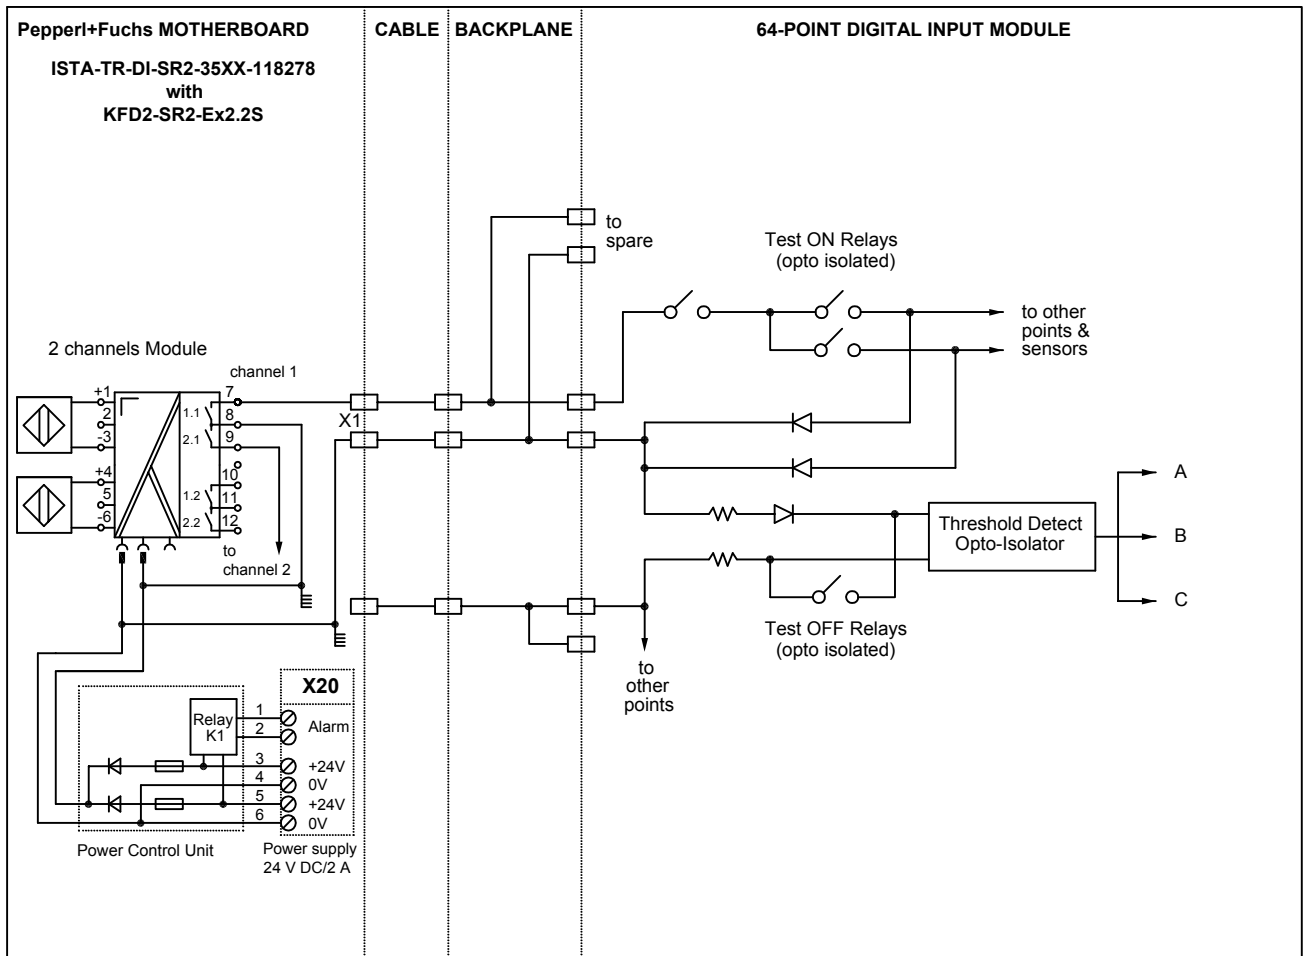 Pepperl+Fuchs MOTHERBOARD
CABLE
BACKPLANE
64-POINT DIGITAL INPUT MODULE
ISTA-TR-DI-SR2-35XX-118278
with
KFD2-SR2-Ex2.2S
to
spare
Test ON Relays
(opto isolated)
to other
points &
sensors
2 channels Module
channel 1
+1
2
-3
+4
5
-6
1.1
2.1
1.2
2.2
7
8
9
10
11
12
to
channel 2
X1
Threshold Detect
Opto-Isolator
A
B
C
Test OFF Relays
(opto isolated)
to
other
points
X20
Relay
K1
1
2
3
4
5
6
Alarm
+24V
0V
+24V
0V
Power Control Unit
Power supply
24 V DC/2 A